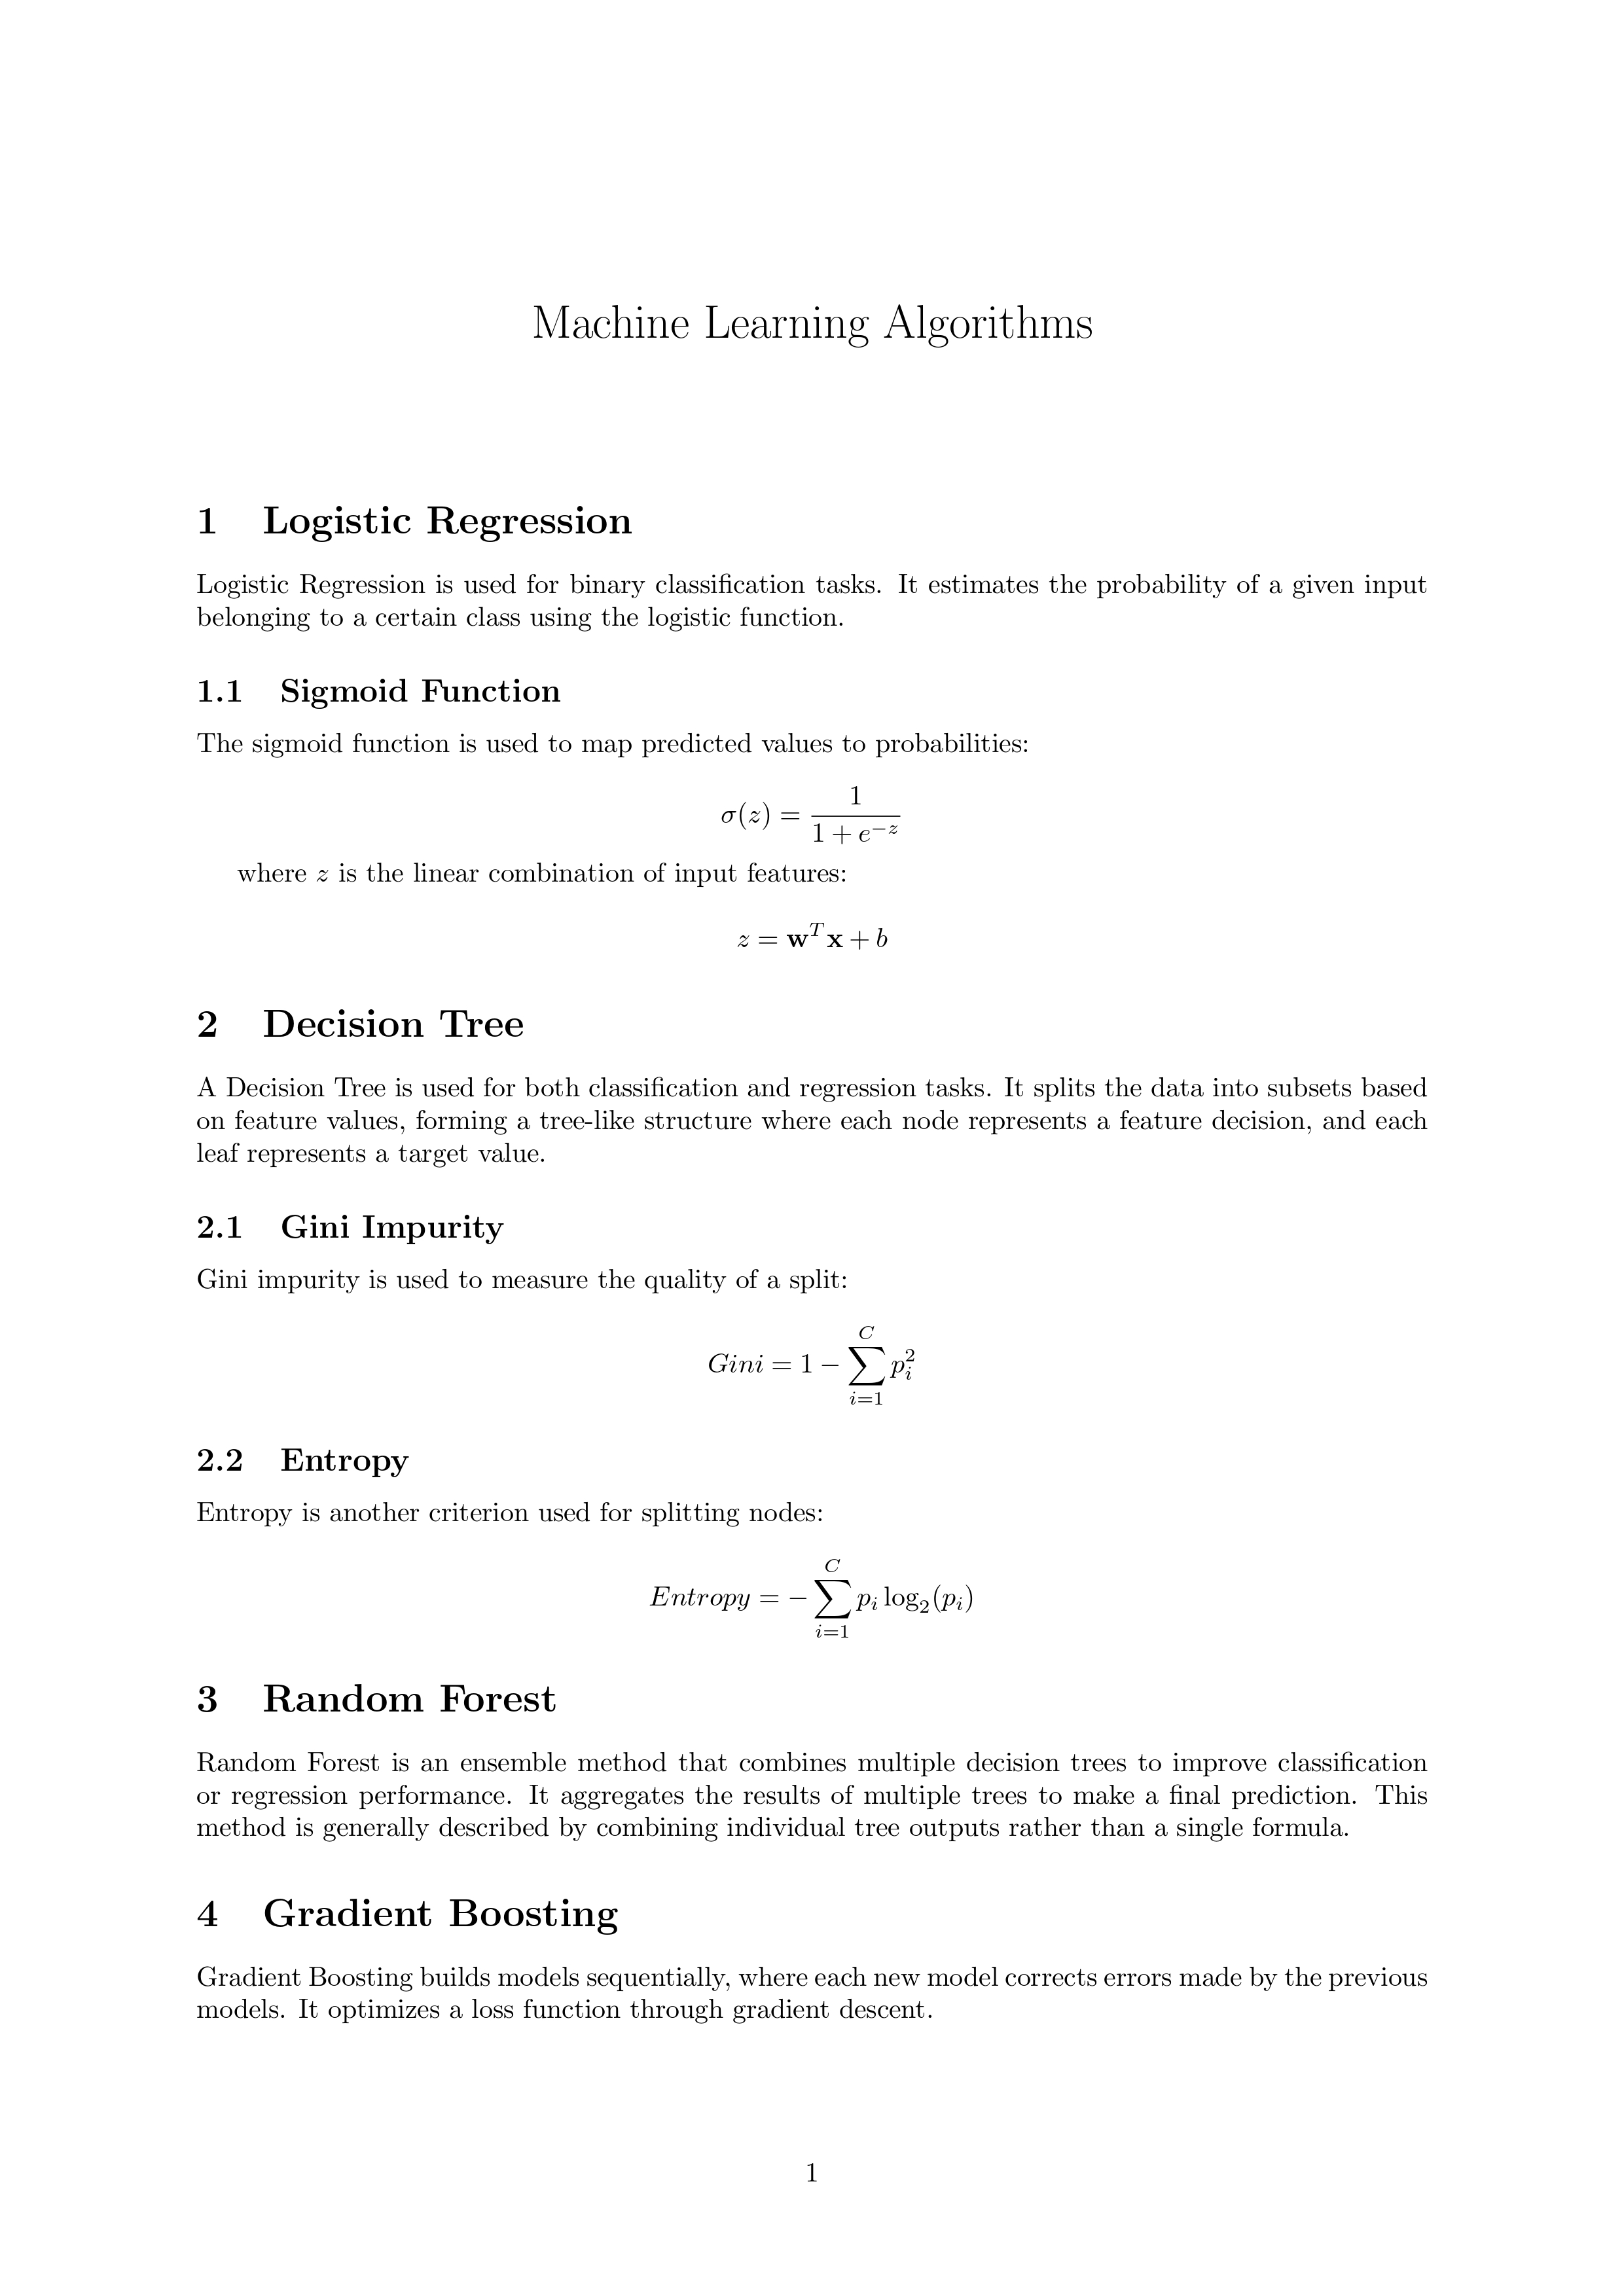 Machine Learning Algorithms
1 Logistic Regression
Logistic Regression is used for binary classification tasks. It estimates the probability of a given input
belonging to a certain class using the logistic function.
1.1 Sigmoid Function
The sigmoid function is used to map predicted values to probabilities:
σ(z) = 1 / (1 + e^{−z})
where z is the linear combination of input features:
z = w^T x + b
2 Decision Tree
A Decision Tree is used for both classification and regression tasks. It splits the data into subsets based
on feature values, forming a tree-like structure where each node represents a feature decision, and each
leaf represents a target value.
2.1 Gini Impurity
Gini impurity is used to measure the quality of a split:
Gini = 1 − ∑_{i=1}^{C} p_i^2
2.2 Entropy
Entropy is another criterion used for splitting nodes:
Entropy = − ∑_{i=1}^{C} p_i log_2(p_i)
3 Random Forest
Random Forest is an ensemble method that combines multiple decision trees to improve classification
or regression performance. It aggregates the results of multiple trees to make a final prediction. This
method is generally described by combining individual tree outputs rather than a single formula.
4 Gradient Boosting
Gradient Boosting builds models sequentially, where each new model corrects errors made by the previous
models. It optimizes a loss function through gradient descent.
1